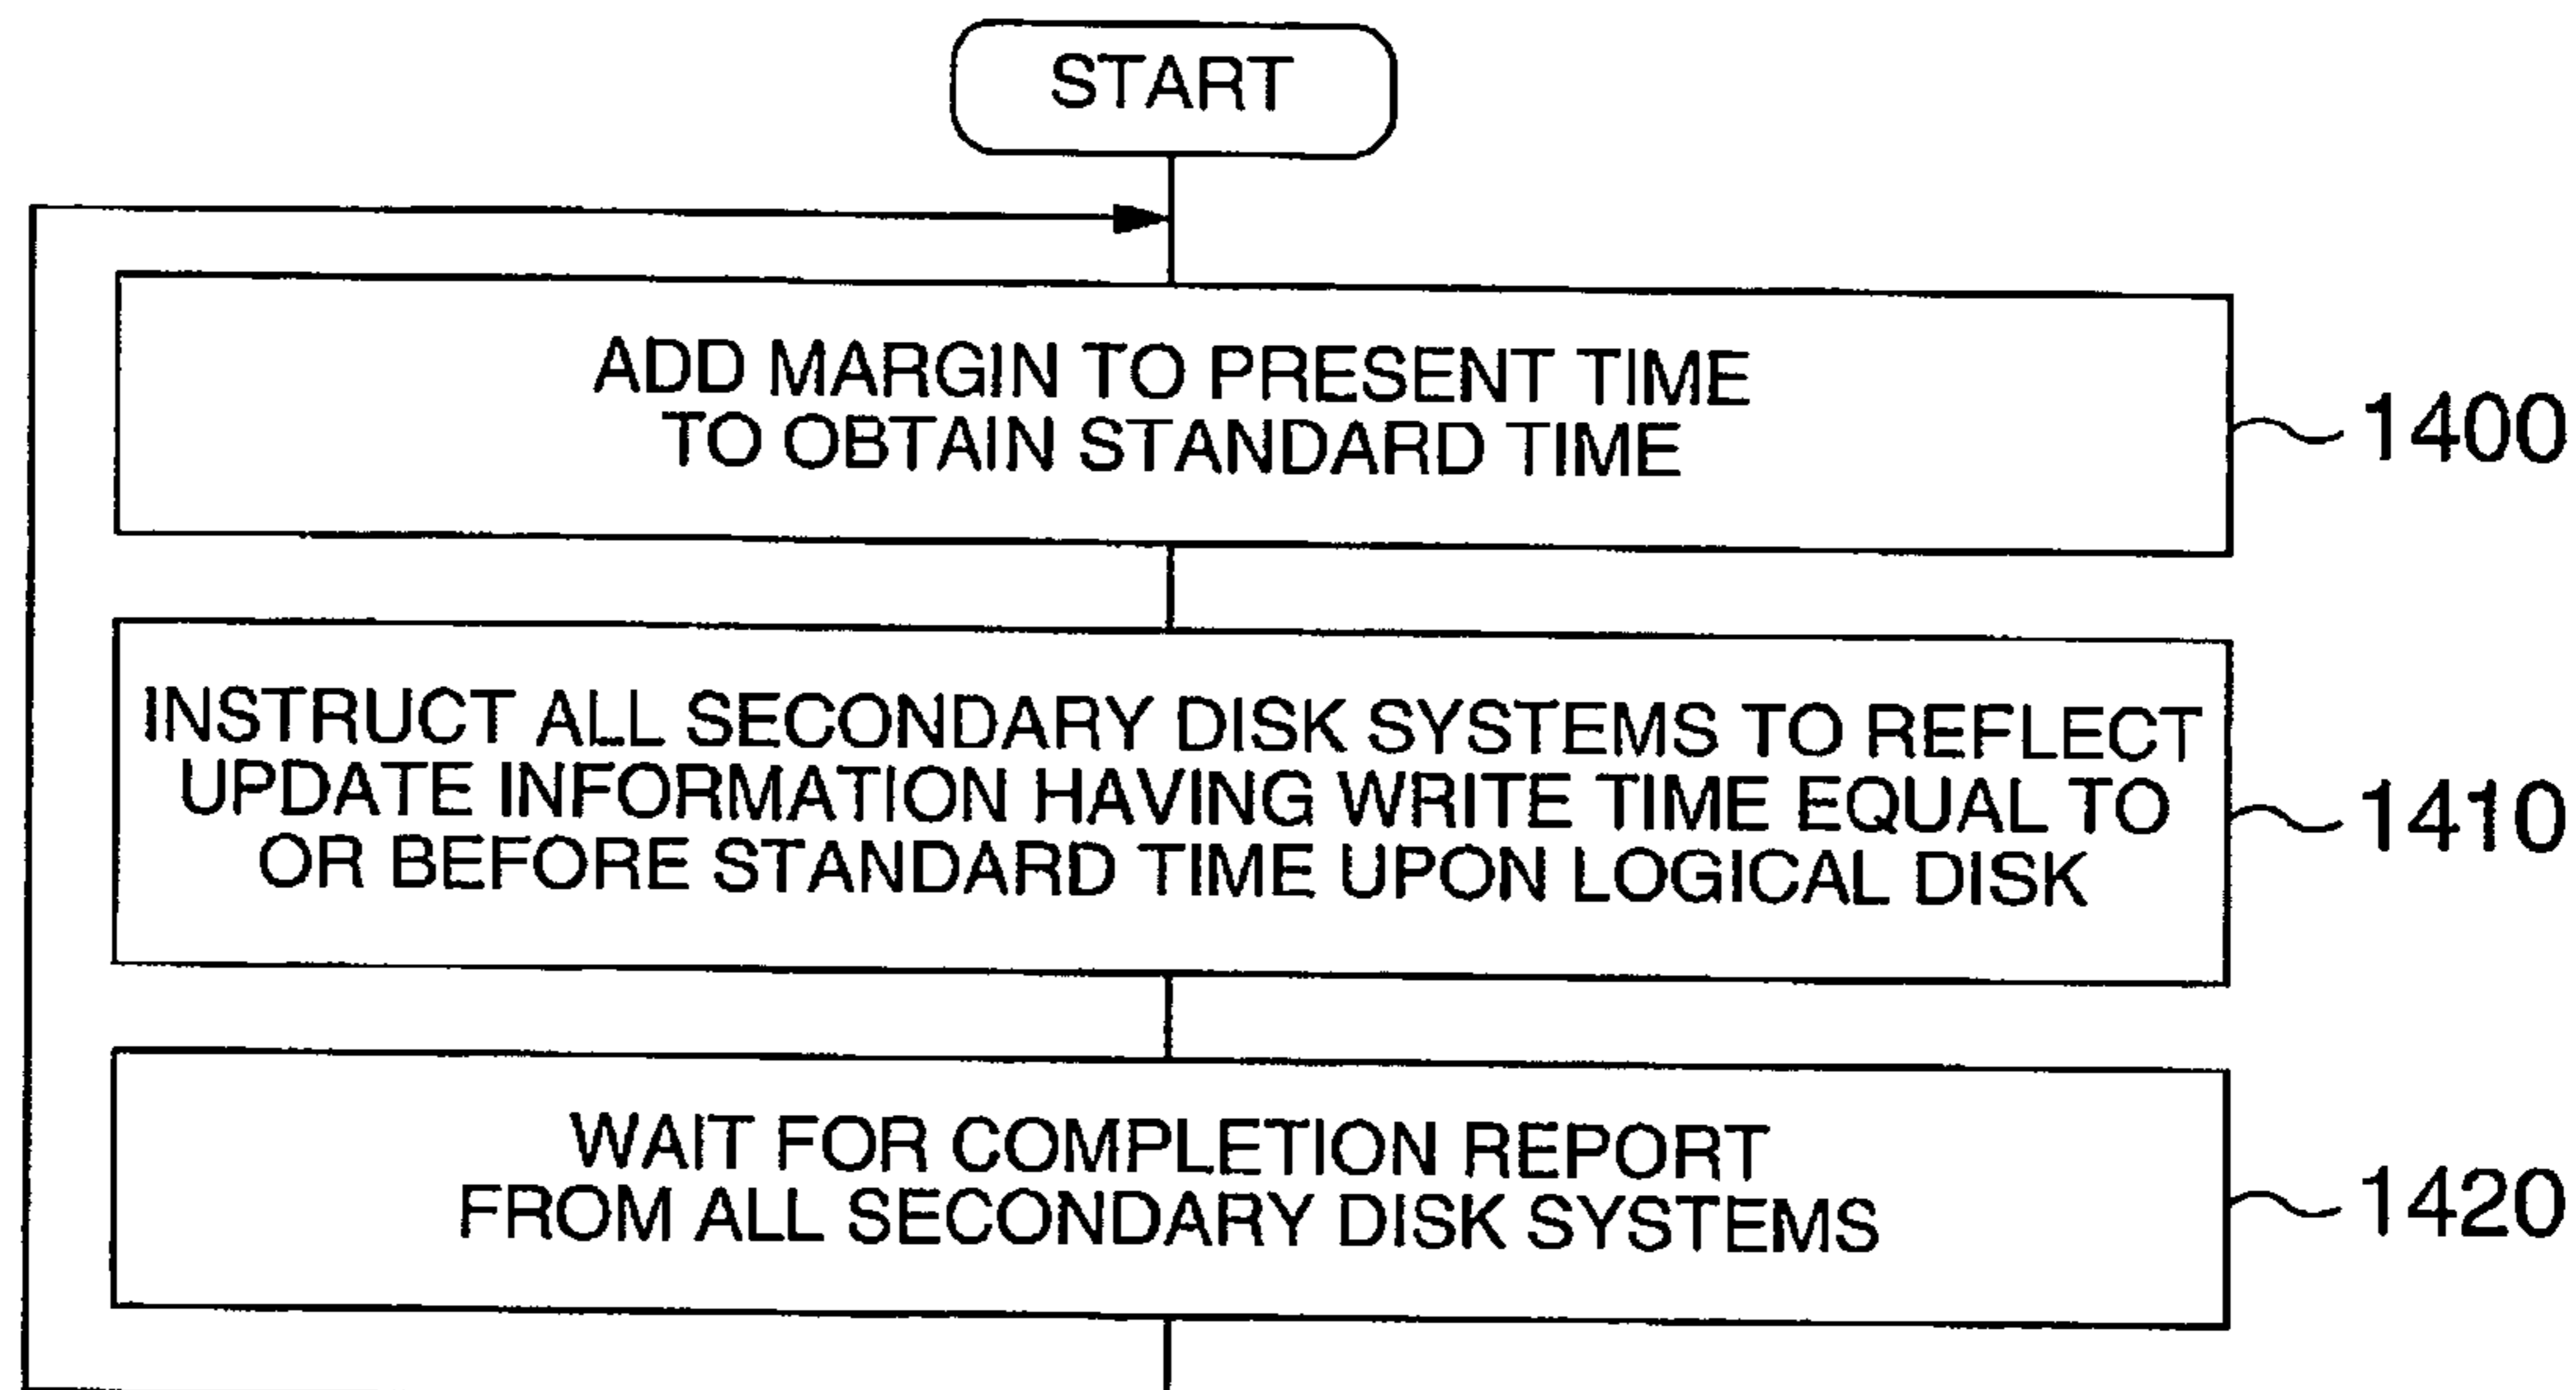 START
ADD MARGIN TO PRESENT TIME
TO OBTAIN STANDARD TIME
1400
INSTRUCT ALL SECONDARY DISK SYSTEMS TO REFLECT
UPDATE INFORMATION HAVING WRITE TIME EQUAL TO
OR BEFORE STANDARD TIME UPON LOGICAL DISK
1410
WAIT FOR COMPLETION REPORT
FROM ALL SECONDARY DISK SYSTEMS
1420